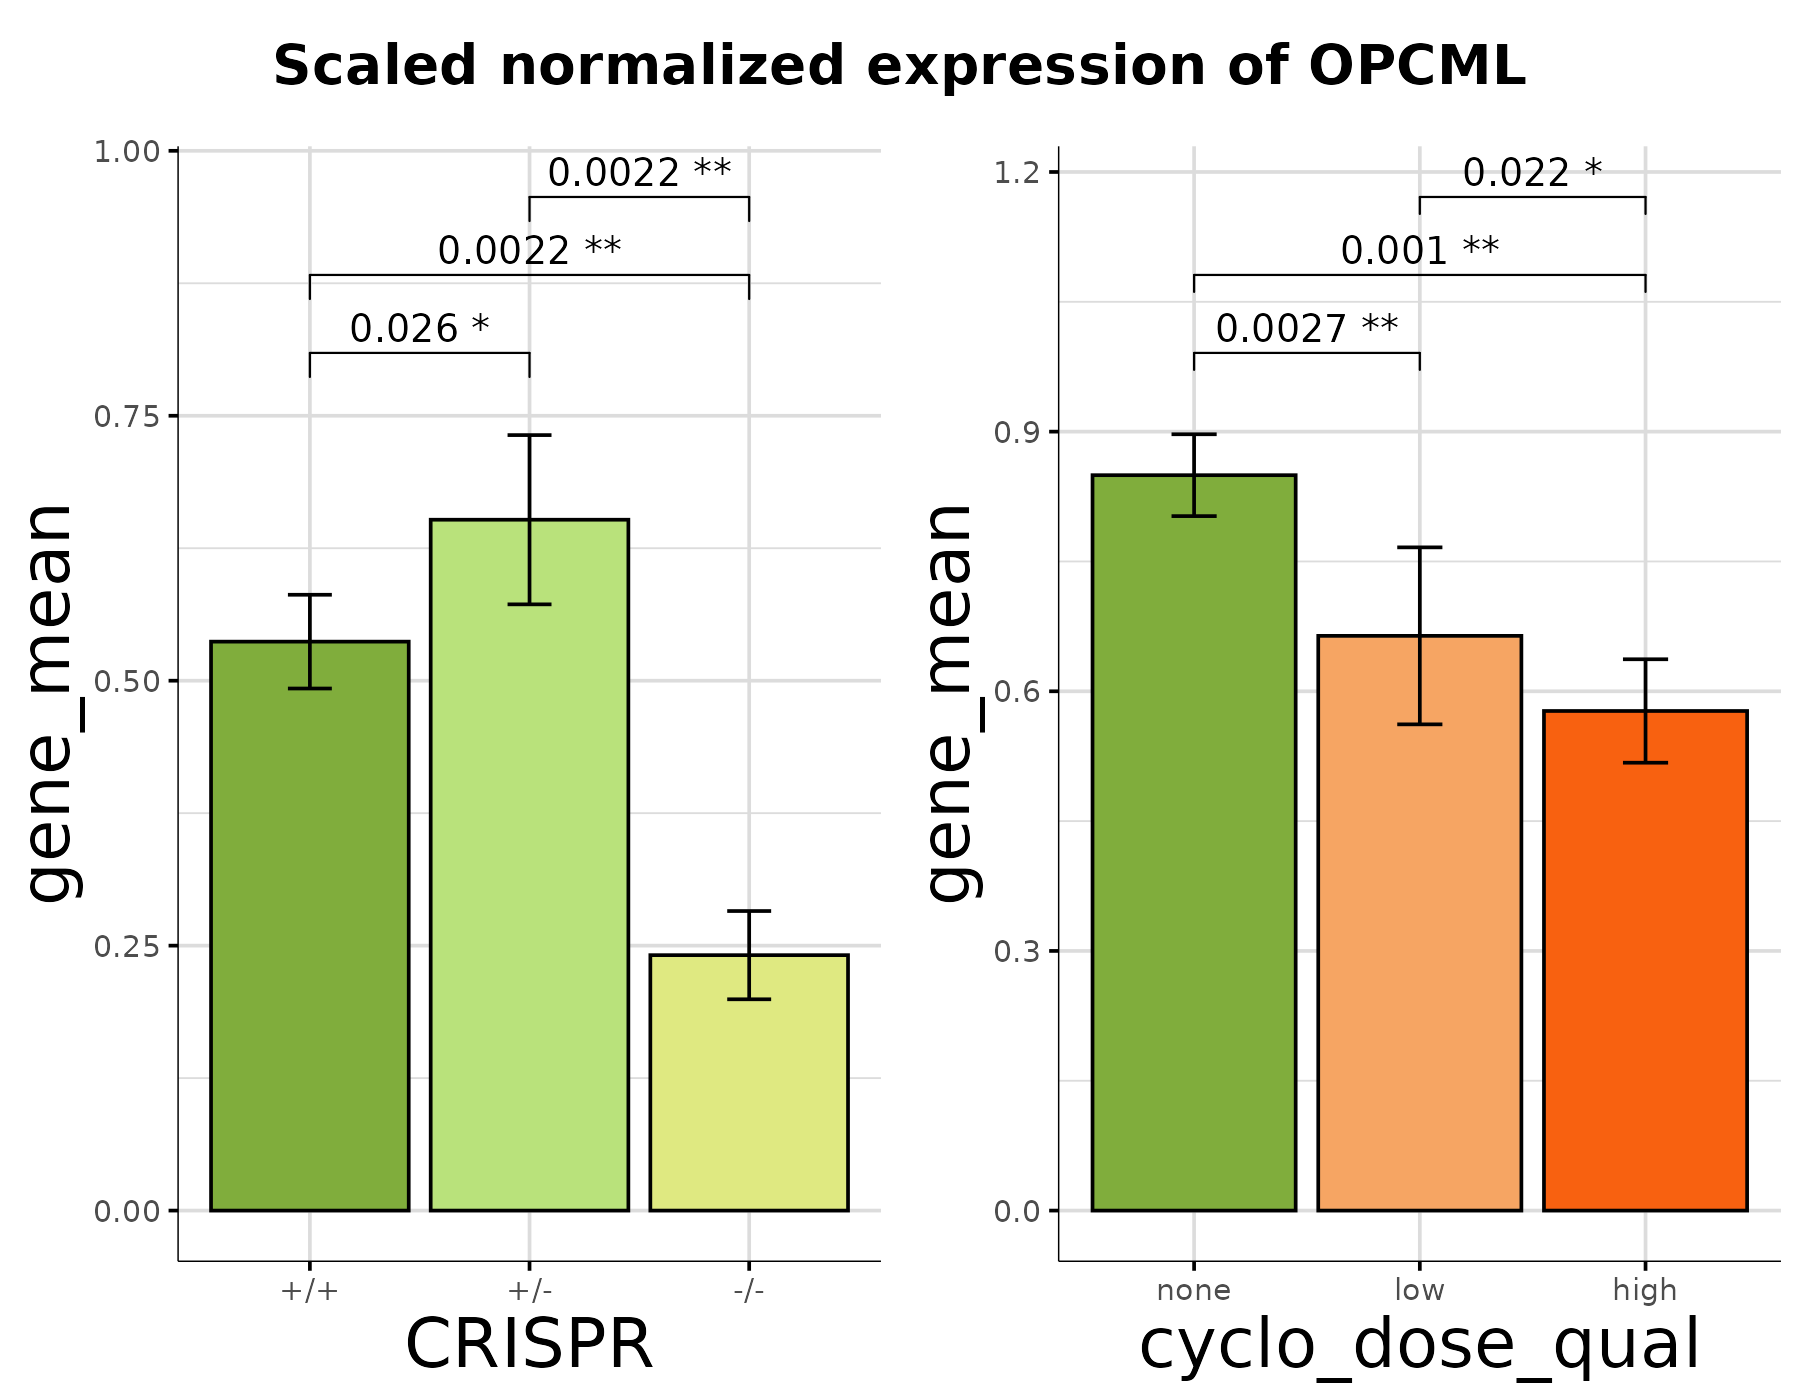 Scaled normalized expression of OPCML
1.00
0.75
0.50
0.25
0.00
gene_mean
0.0022 **
0.0022 **
0.026 *
+/+
+/-
-/-
CRISPR
1.2
0.9
0.6
0.3
0.0
gene_mean
0.022 *
0.001 **
0.0027 **
none
low
high
cyclo_dose_qual